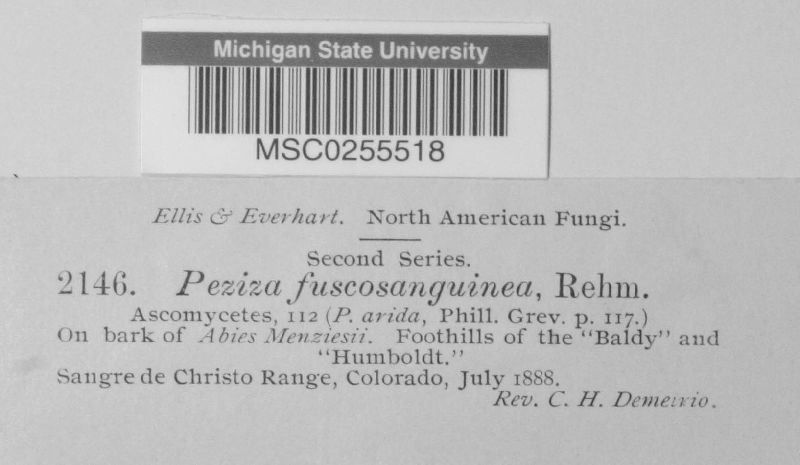 Michigan State University
MSC0255518
Ellis & Everhart. North American Fungi.
Second Series.
2146. Peziza fuscosanguinea, Rehm.
Ascomycetes, 112 (P. arida, Phill. Grev. p. 117.)
On bark of Abies Menziesii. Foothills of the "Baldy" and
"Humboldt."
Sangre de Christo Range, Colorado, July 1888.
Rev. C. H. Demetrio.